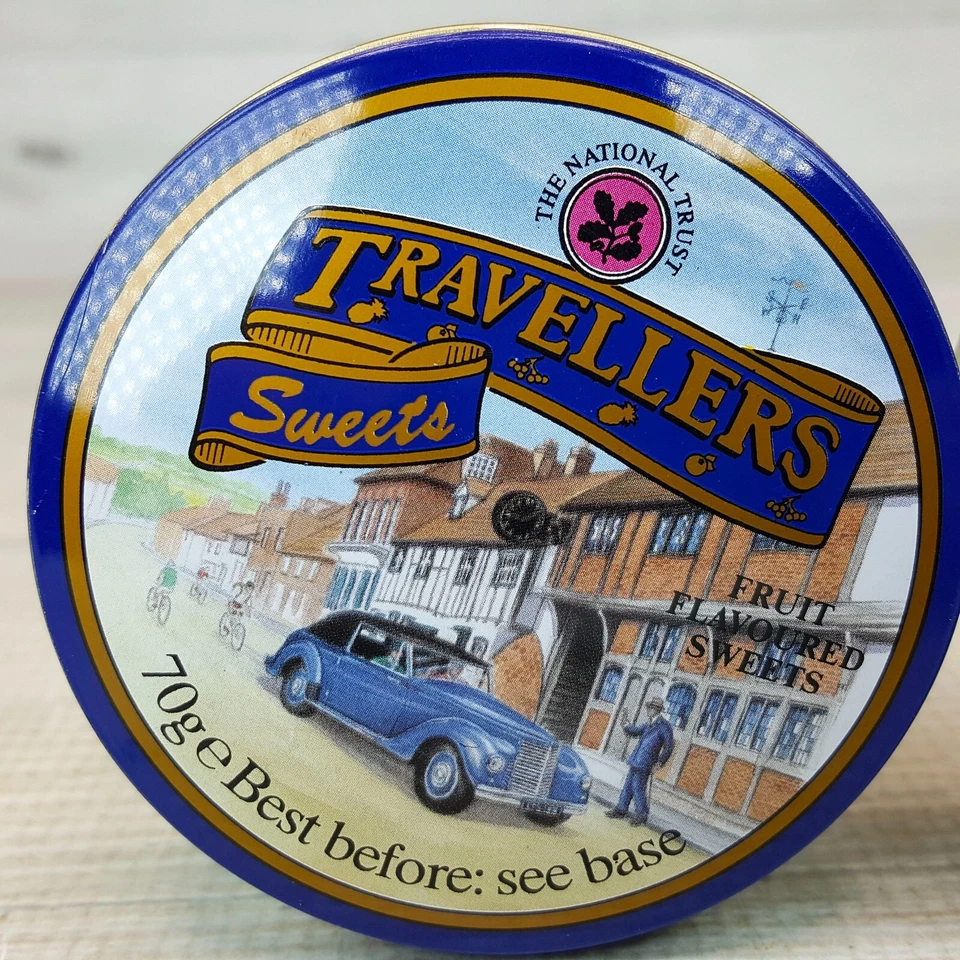 THE NATIONAL TRUST
TRAVELLERS
Sweets
FRUIT
FLAVOURED
SWEETS
70g e Best before: see base